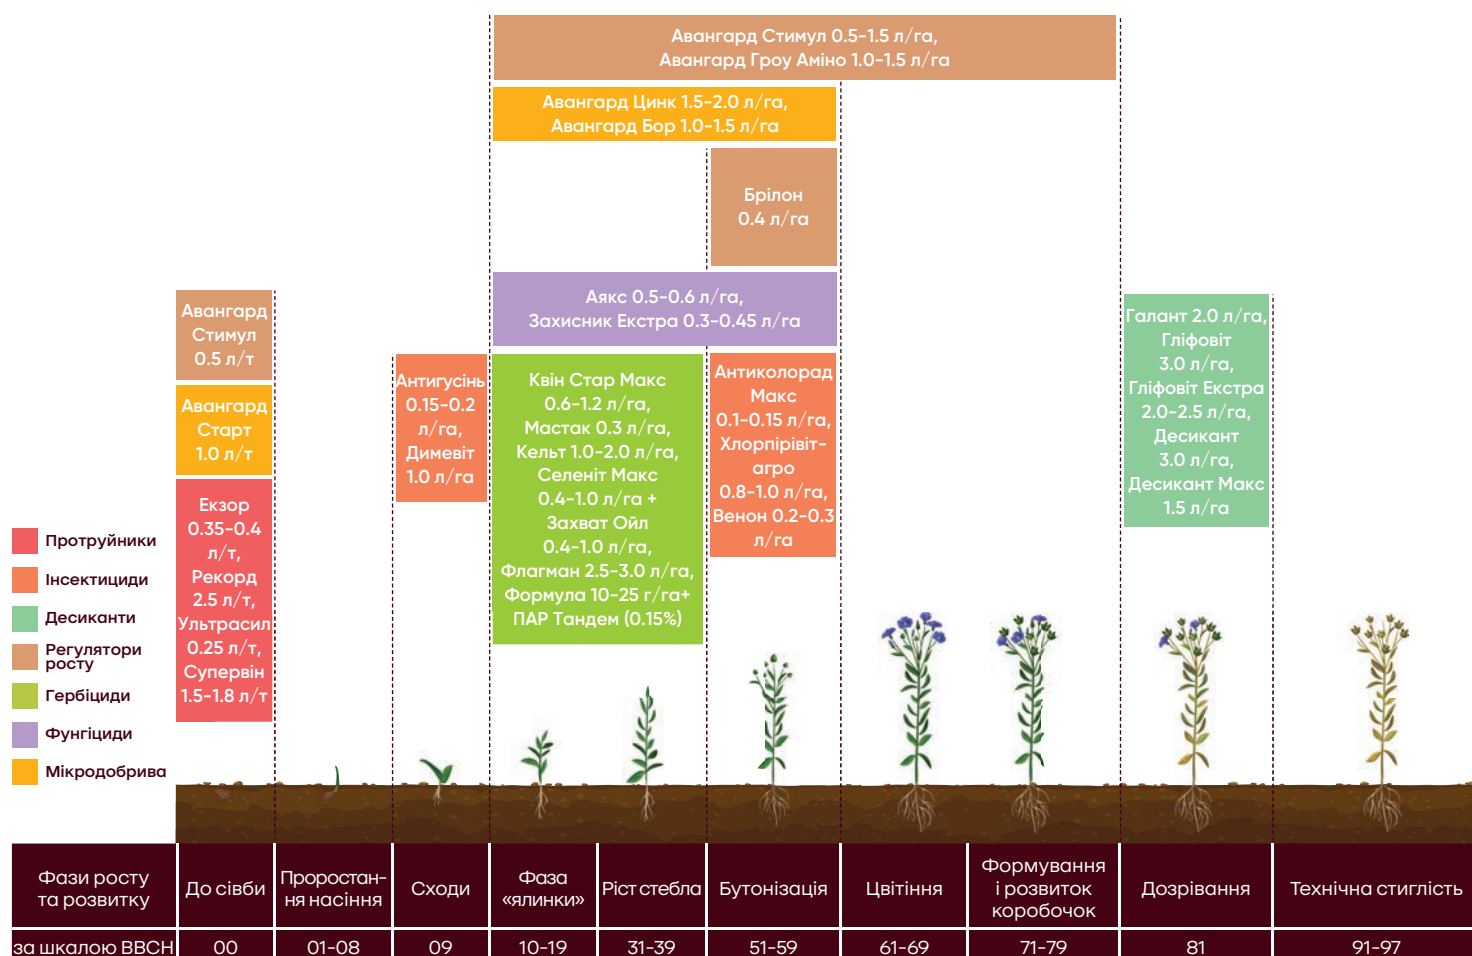 Авангард Стимул 0.5-1.5 л/га,
Авангард Гроу Аміно 1.0-1.5 л/га
Авангард Цинк 1.5-2.0 л/га,
Авангард Бор 1.0-1.5 л/га
Брілон
0.4 л/га
Аякс 0.5-0.6 л/га,
Захисник Екстра 0.3-0.45 л/га
Авангард
Стимул
0.5 л/т
Авангард
Старт
1.0 л/т
Екзор
0.35-0.4
л/т,
Рекорд
2.5 л/т,
Ультрасил
0.25 л/т,
Супервін
1.5-1.8 л/т
Антигусінь
0.15-0.2
л/га,
Димевіт
1.0 л/га
Квін Стар Макс
0.6-1.2 л/га,
Мастак 0.3 л/га,
Кельт 1.0-2.0 л/га,
Селеніт Макс
0.4-1.0 л/га +
Захват Ойл
0.4-1.0 л/га,
Флагман 2.5-3.0 л/га,
Формула 10-25 г/га+
ПАР Тандем (0.15%)
Антиколорад
Макс
0.1-0.15 л/га,
Хлорпірівіт-
агро
0.8-1.0 л/га,
Венон 0.2-0.3
л/га
Галант 2.0 л/га,
Гліфовіт
3.0 л/га,
Гліфовіт Екстра
2.0-2.5 л/га,
Десикант
3.0 л/га,
Десикант Макс
1.5 л/га
Протруйники
Інсектициди
Десиканти
Регулятори
росту
Гербіциди
Фунгіциди
Мікродобрива
Фази росту
та розвитку
До сівби
Проростан-
ня насіння
Сходи
Фаза
«ялинки»
Ріст стебла
Бутонізація
Цвітіння
Формування
і розвиток
коробочок
Дозрівання
Технічна стиглість
за шкалою ВВСН
00
01-08
09
10-19
31-39
51-59
61-69
71-79
81
91-97